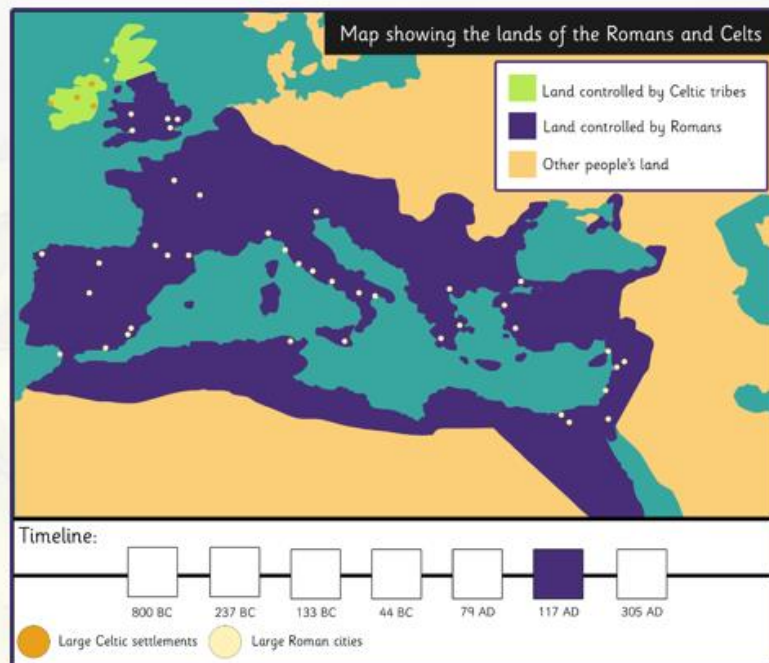 Map showing the lands of the Romans and Celts
Land controlled by Celtic tribes
Land controlled by Romans
Other people's land
Timeline:
800 BC
237 BC
133 BC
44 BC
79 AD
117 AD
305 AD
Large Celtic settlements
Large Roman cities